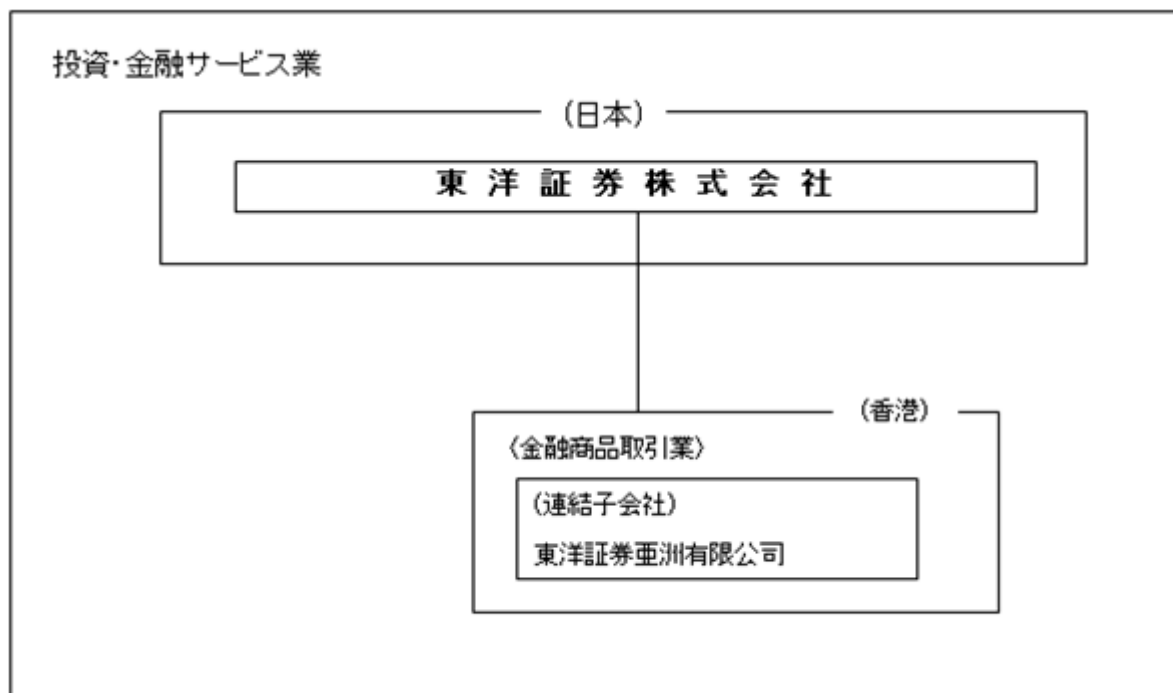 投資・金融サービス業
(日本)
東洋証券株式会社
(香港)
〈金融商品取引業〉
(連結子会社)
東洋証券亜洲有限公司